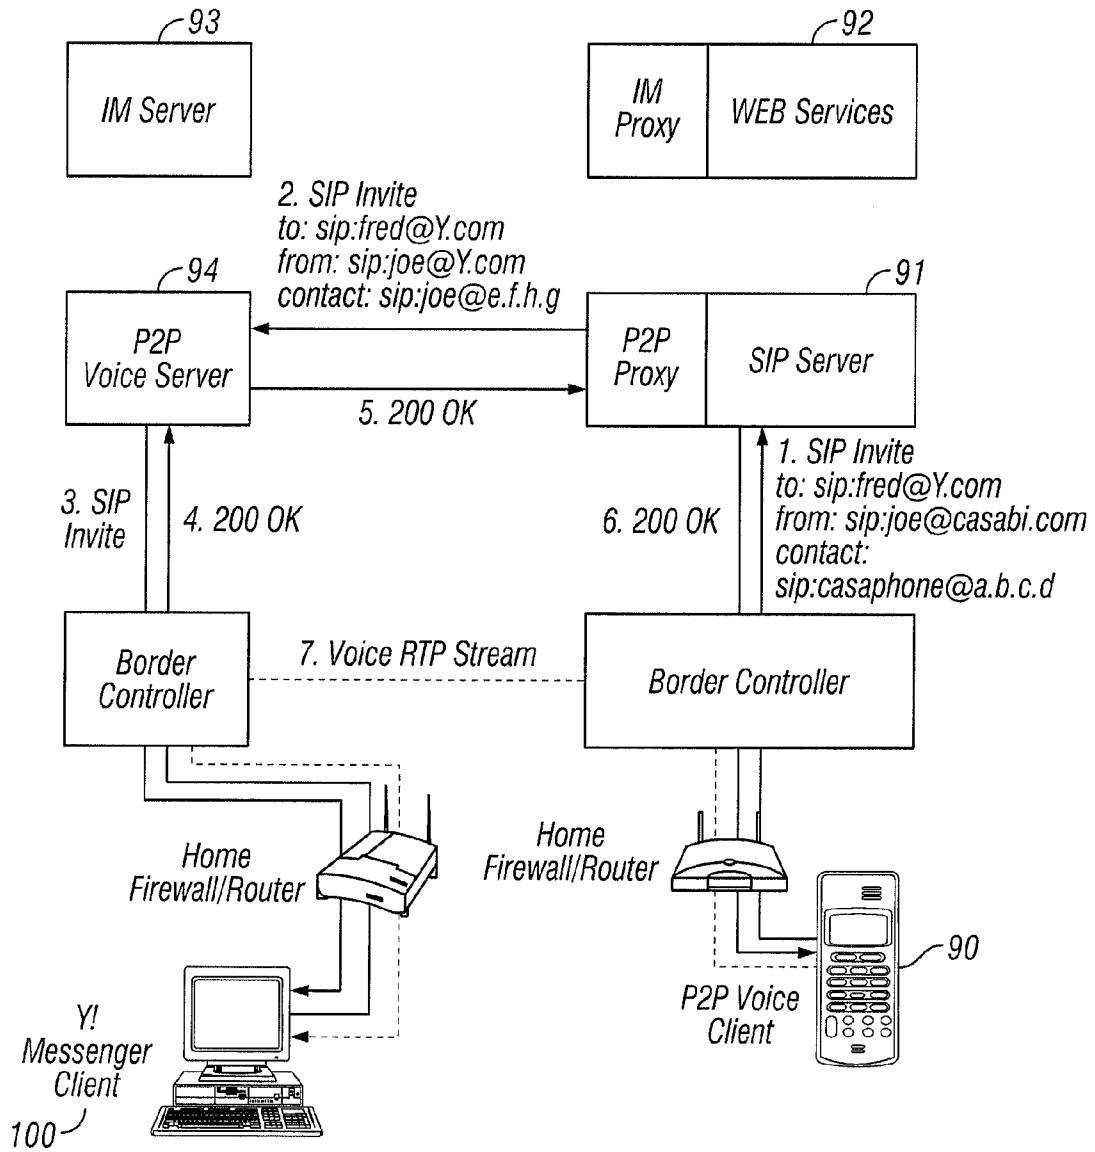 93
IM Server
92
IM
Proxy
WEB Services
2. SIP Invite
to: sip:fred@Y.com
from: sip:joe@Y.com
contact: sip:joe@e.f.h.g
94
P2P
Voice Server
91
P2P
Proxy
SIP Server
5. 200 OK
3. SIP
Invite
4. 200 OK
6. 200 OK
1. SIP Invite
to: sip:fred@Y.com
from: sip:joe@casabi.com
contact:
sip:casaphone@a.b.c.d
Border
Controller
7. Voice RTP Stream
Border Controller
Home
Firewall/Router
Home
Firewall/Router
90
P2P Voice
Client
Y!
Messenger
Client
100